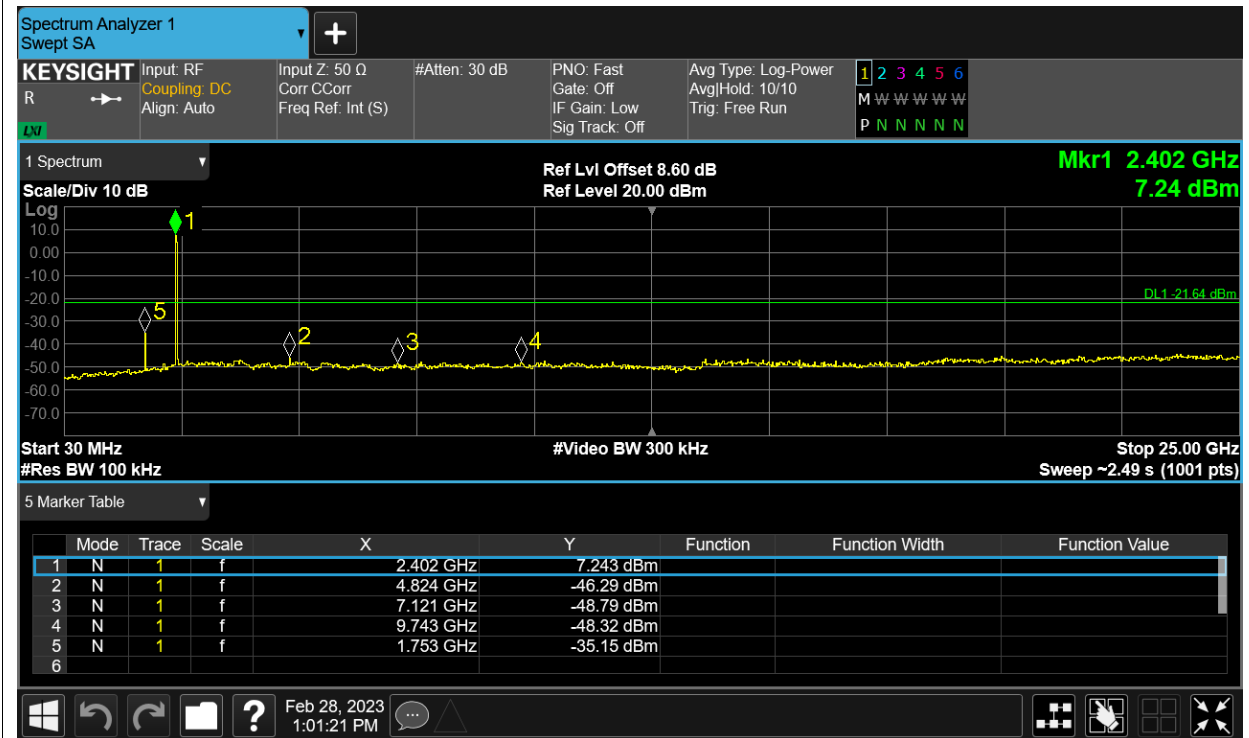 Spectrum Analyzer 1
Swept SA
KEYSIGHT
R
LXI
Input: RF
Coupling: DC
Align: Auto
Input Z: 50 Ω
Corr CCorr
Freq Ref: Int (S)
#Atten: 30 dB
PNO: Fast
Gate: Off
IF Gain: Low
Sig Track: Off
Avg Type: Log-Power
Avg|Hold: 10/10
Trig: Free Run
1 2 3 4 5 6
M W W W W W
P N N N N N
1 Spectrum
Scale/Div 10 dB
Ref Lvl Offset 8.60 dB
Ref Level 20.00 dBm
Mkr1 2.402 GHz
7.24 dBm
Log
10.0
0.00
-10.0
-20.0
-30.0
-40.0
-50.0
-60.0
-70.0
1
5
2
3
4
DL1 -21.64 dBm
Start 30 MHz
#Res BW 100 kHz
#Video BW 300 kHz
Stop 25.00 GHz
Sweep ~2.49 s (1001 pts)
5 Marker Table
Mode Trace Scale X Y Function Function Width Function Value
1 N 1 f 2.402 GHz 7.243 dBm
2 N 1 f 4.824 GHz -46.29 dBm
3 N 1 f 7.121 GHz -48.79 dBm
4 N 1 f 9.743 GHz -48.32 dBm
5 N 1 f 1.753 GHz -35.15 dBm
6
?
Feb 28, 2023
1:01:21 PM